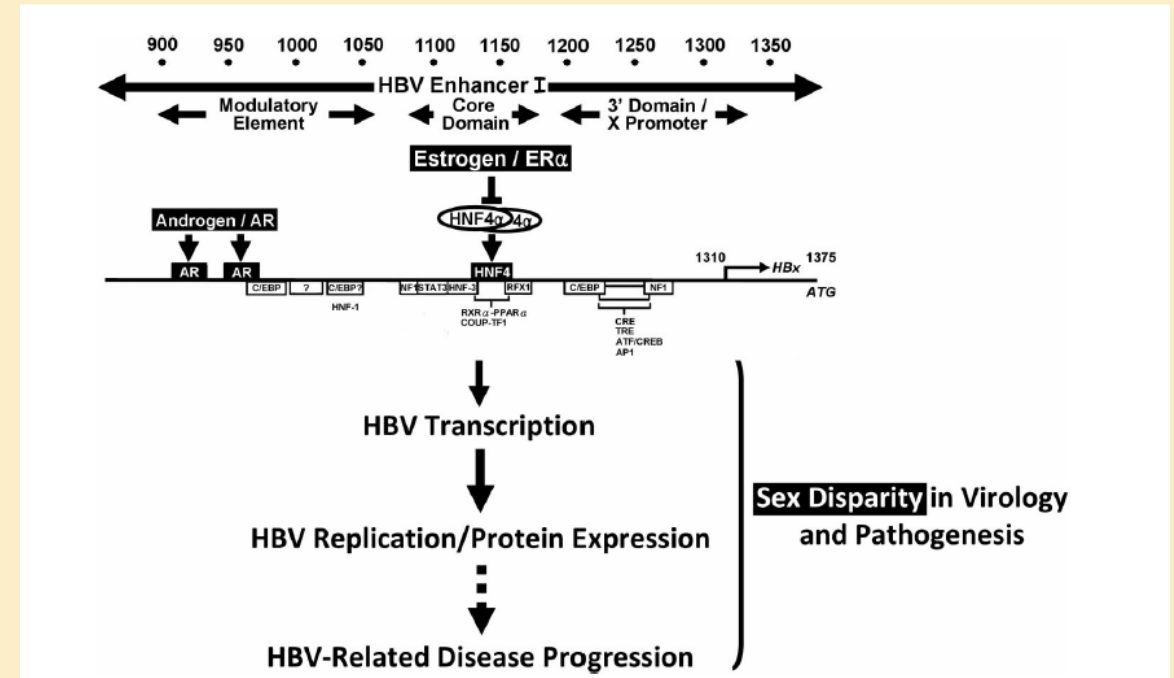 900 950 1000 1050 1100 1150 1200 1250 1300 1350
HBV Enhancer I
Modulatory
Element
Core
Domain
3' Domain /
X Promoter
Estrogen / ERα
HNF4α 4α
Androgen / AR
AR AR HNF4
1310 HBx 1375
ATG
C/EBP ? C/EBP? NF1 STAT3 HNF-3 RFX1 C/EBP NF1
HNF-1
RXRα-PPARα
COUP-TF1
CRE
TRE
ATF/CREB
AP1
HBV Transcription
HBV Replication/Protein Expression
HBV-Related Disease Progression
Sex Disparity in Virology
and Pathogenesis